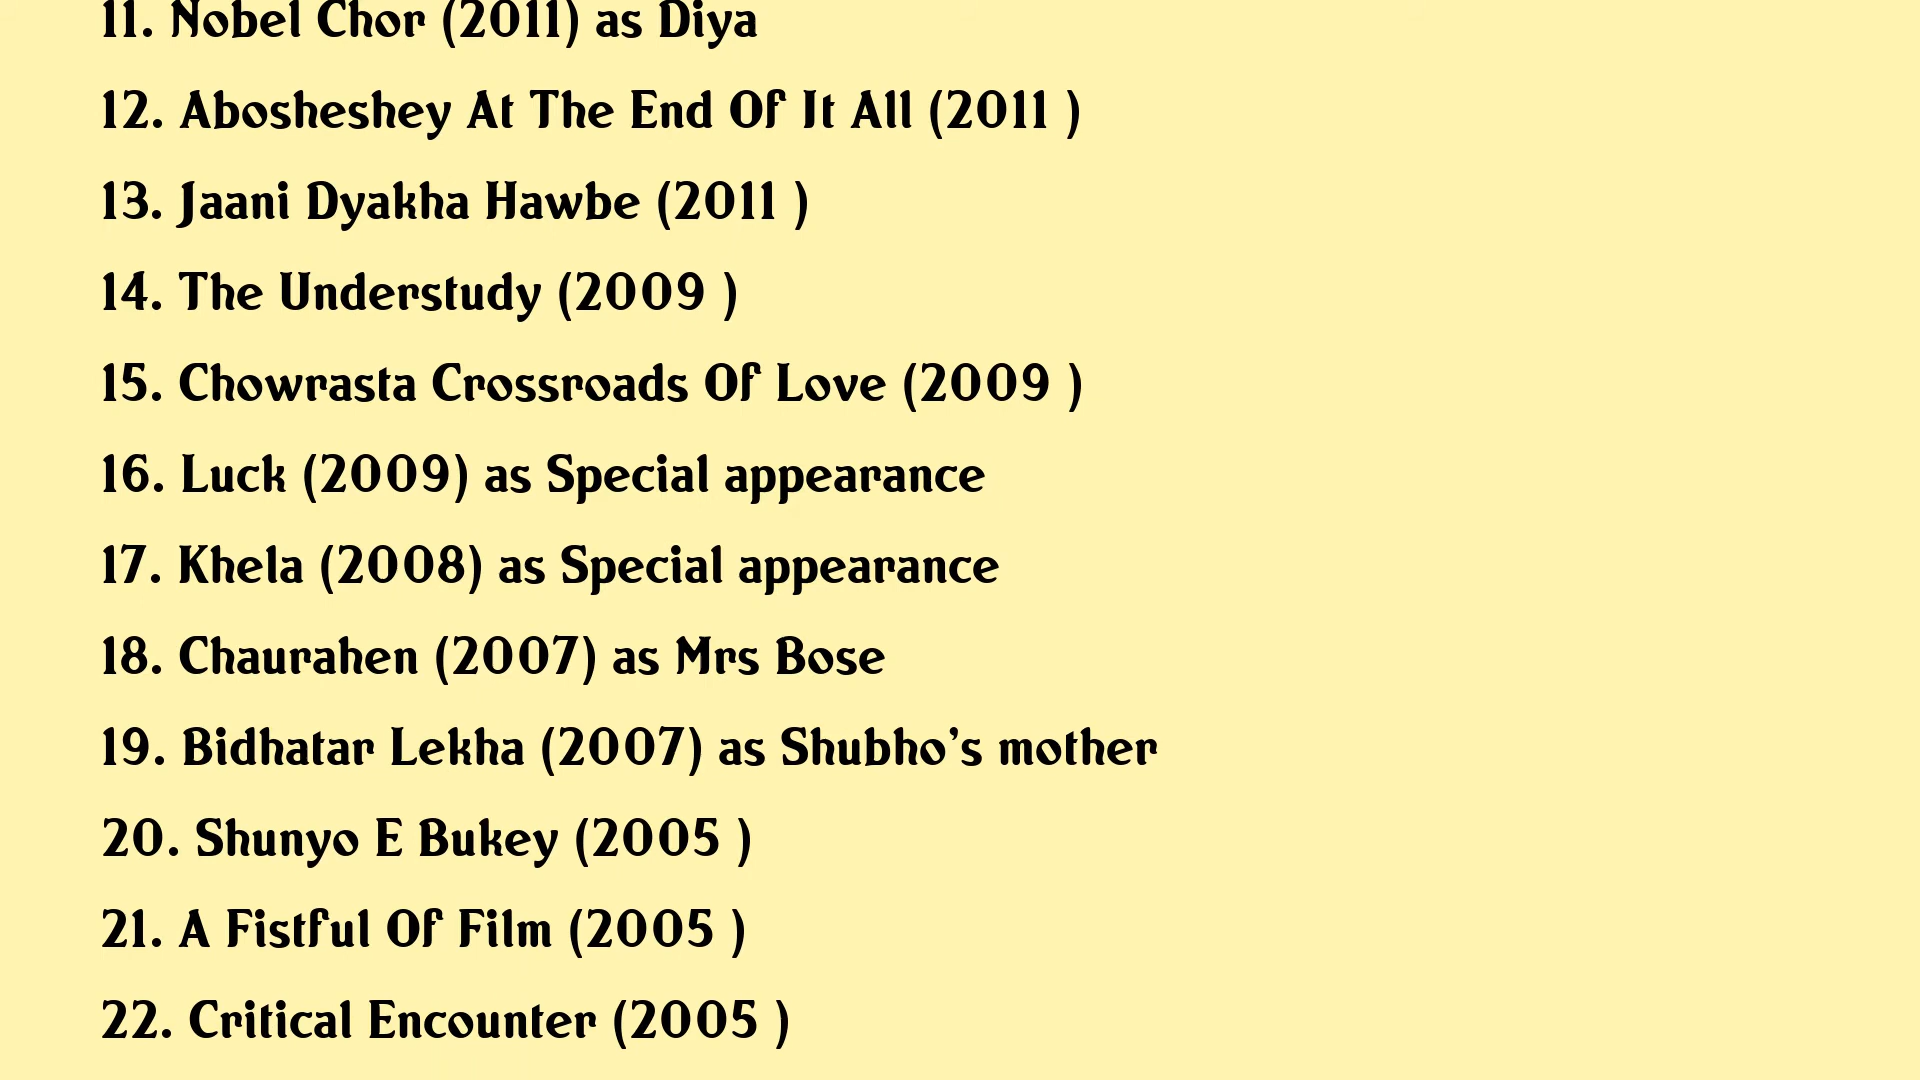 11. Nobel Chor (2011) as Diya
12. Abosheshey At The End Of It All (2011 )
13. Jaani Dyakha Hawbe (2011 )
14. The Understudy (2009 )
15. Chowrasta Crossroads Of Love (2009 )
16. Luck (2009) as Special appearance
17. Khela (2008) as Special appearance
18. Chaurahen (2007) as Mrs Bose
19. Bidhatar Lekha (2007) as Shubho's mother
20. Shunyo E Bukey (2005 )
21. A Fistful Of Film (2005 )
22. Critical Encounter (2005 )